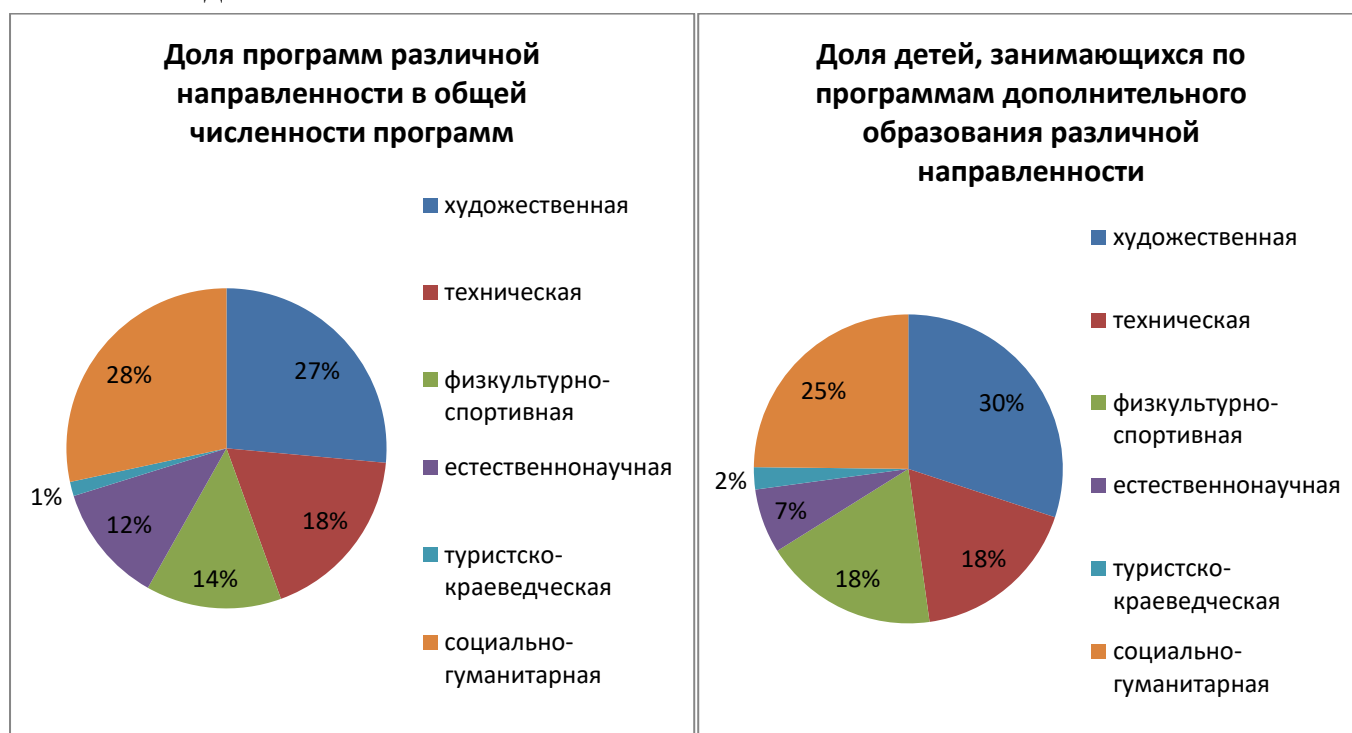 Доля программ различной
направленности в общей
численности программ
художественная
техническая
физкультурно-
спортивная
естественнонаучная
туристско-
краеведческая
социально-
гуманитарная
27%
18%
14%
12%
1%
28%
Доля детей, занимающихся по
программам дополнительного
образования различной
направленности
художественная
техническая
физкультурно-
спортивная
естественнонаучная
туристско-
краеведческая
социально-
гуманитарная
30%
18%
18%
7%
2%
25%